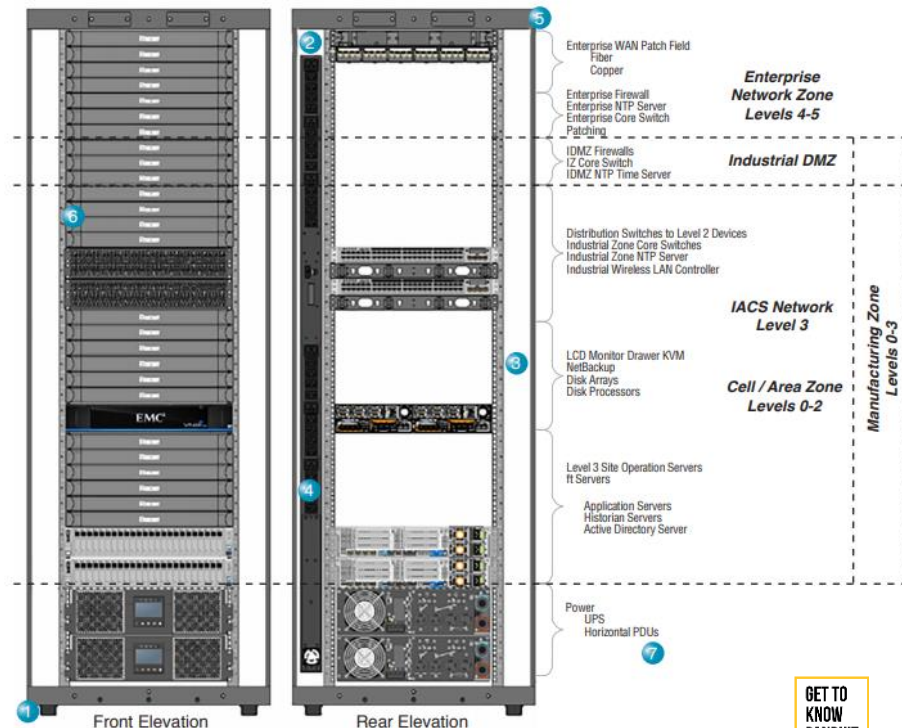 5
2
Enterprise WAN Patch Field
Fiber
Copper
Enterprise Firewall
Enterprise NTP Server
Enterprise Core Switch
Patching
Enterprise
Network Zone
Levels 4-5
IDMZ Firewalls
IZ Core Switch
IDMZ NTP Time Server
Industrial DMZ
6
Distribution Switches to Level 2 Devices
Industrial Zone Core Switches
Industrial Zone NTP Server
Industrial Wireless LAN Controller
IACS Network
Level 3
Manufacturing Zone
Levels 0-3
3
LCD Monitor Drawer KVM
NetBackup
Disk Arrays
Disk Processors
Cell / Area Zone
Levels 0-2
EMC²
4
Level 3 Site Operation Servers
ft Servers
Application Servers
Historian Servers
Active Directory Server
Power
UPS
Horizontal PDUs
7
1
Front Elevation
Rear Elevation
GET TO
KNOW